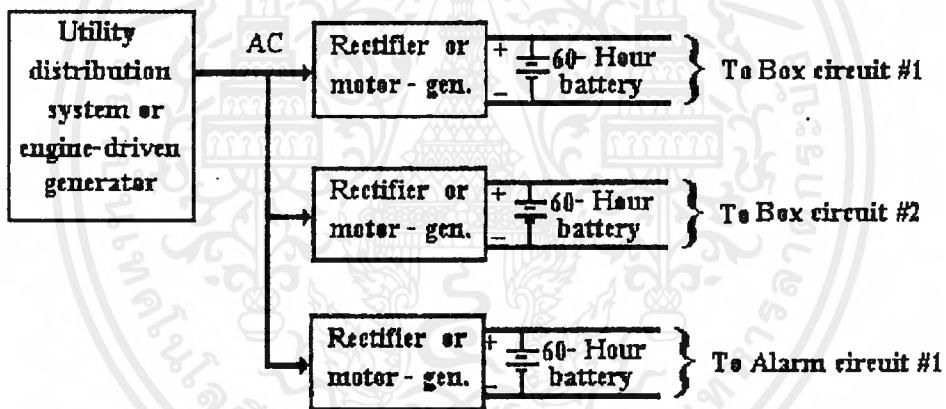 Utility
distribution
system or
engine-driven
generator
AC
Rectifier or
motor - gen.
+
−
60- Hour
battery
To Box circuit #1
Rectifier or
motor - gen.
+
−
60- Hour
battery
To Box circuit #2
Rectifier or
motor - gen.
+
−
60- Hour
battery
To Alarm circuit #1